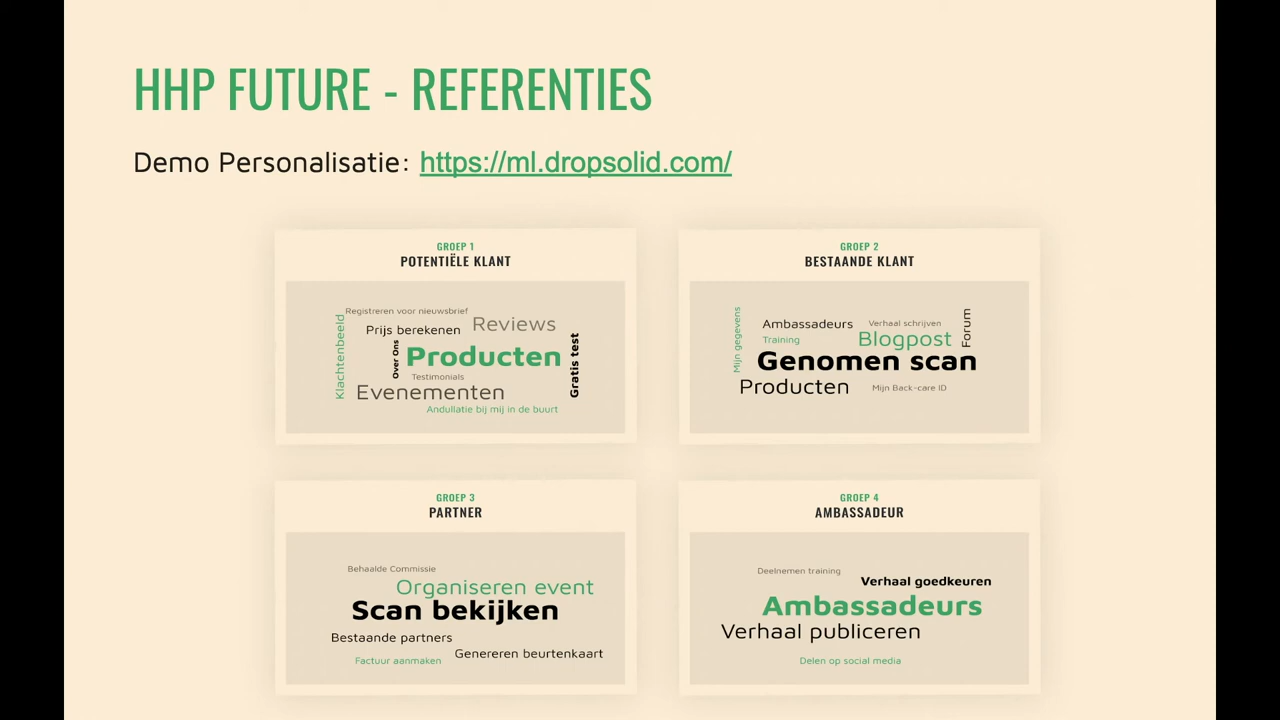 HHP FUTURE - REFERENTIES
Demo Personalisatie: https://ml.dropsolid.com/
GROEP 1
POTENTIËLE KLANT
Registreren voor nieuwsbrief
Klachtenbeeld
Prijs berekenen
Reviews
Over Ons
Producten
Gratis test
Testimonials
Evenementen
Andullatie bij mij in de buurt
GROEP 2
BESTAANDE KLANT
Mijn gegevens
Ambassadeurs
Verhaal schrijven
Forum
Training
Blogpost
Genomen scan
Producten
Mijn Back-care ID
GROEP 3
PARTNER
Behaalde Commissie
Organiseren event
Scan bekijken
Bestaande partners
Genereren beurtenkaart
Factuur aanmaken
GROEP 4
AMBASSADEUR
Deelnemen training
Verhaal goedkeuren
Ambassadeurs
Verhaal publiceren
Delen op social media